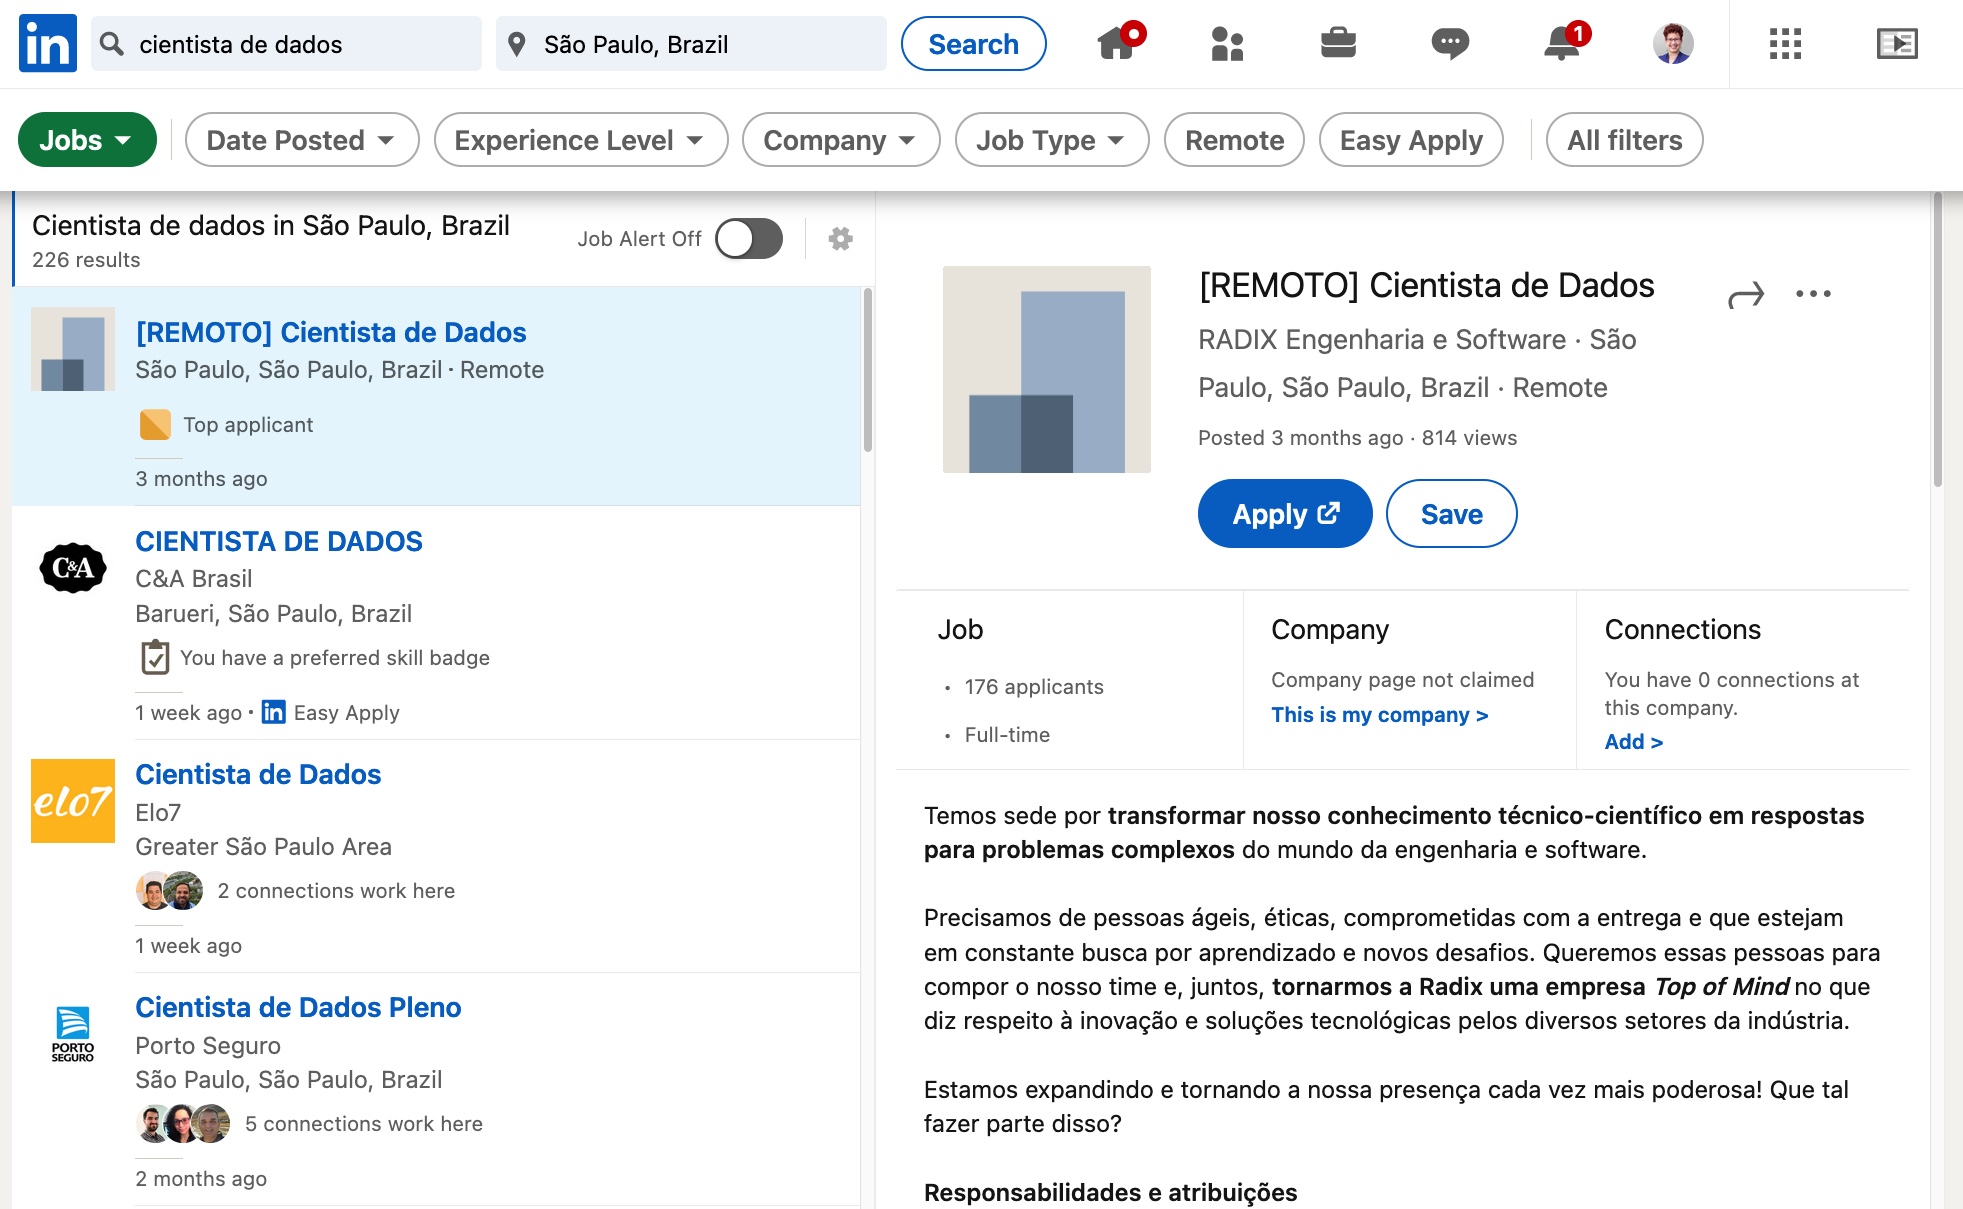 in
cientista de dados
São Paulo, Brazil
Search
1
Jobs
Date Posted
Experience Level
Company
Job Type
Remote
Easy Apply
All filters
Cientista de dados in São Paulo, Brazil
226 results
Job Alert Off
[REMOTO] Cientista de Dados
São Paulo, São Paulo, Brazil · Remote
Top applicant
3 months ago
C&A
CIENTISTA DE DADOS
C&A Brasil
Barueri, São Paulo, Brazil
You have a preferred skill badge
1 week ago · in Easy Apply
elo7
Cientista de Dados
Elo7
Greater São Paulo Area
2 connections work here
1 week ago
PORTO
SEGURO
Cientista de Dados Pleno
Porto Seguro
São Paulo, São Paulo, Brazil
5 connections work here
2 months ago
[REMOTO] Cientista de Dados
RADIX Engenharia e Software · São
Paulo, São Paulo, Brazil · Remote
Posted 3 months ago · 814 views
Apply
Save
Job
• 176 applicants
• Full-time
Company
Company page not claimed
This is my company >
Connections
You have 0 connections at
this company.
Add >
Temos sede por transformar nosso conhecimento técnico-científico em respostas
para problemas complexos do mundo da engenharia e software.
Precisamos de pessoas ágeis, éticas, comprometidas com a entrega e que estejam
em constante busca por aprendizado e novos desafios. Queremos essas pessoas para
compor o nosso time e, juntos, tornarmos a Radix uma empresa Top of Mind no que
diz respeito à inovação e soluções tecnológicas pelos diversos setores da indústria.
Estamos expandindo e tornando a nossa presença cada vez mais poderosa! Que tal
fazer parte disso?
Responsabilidades e atribuições